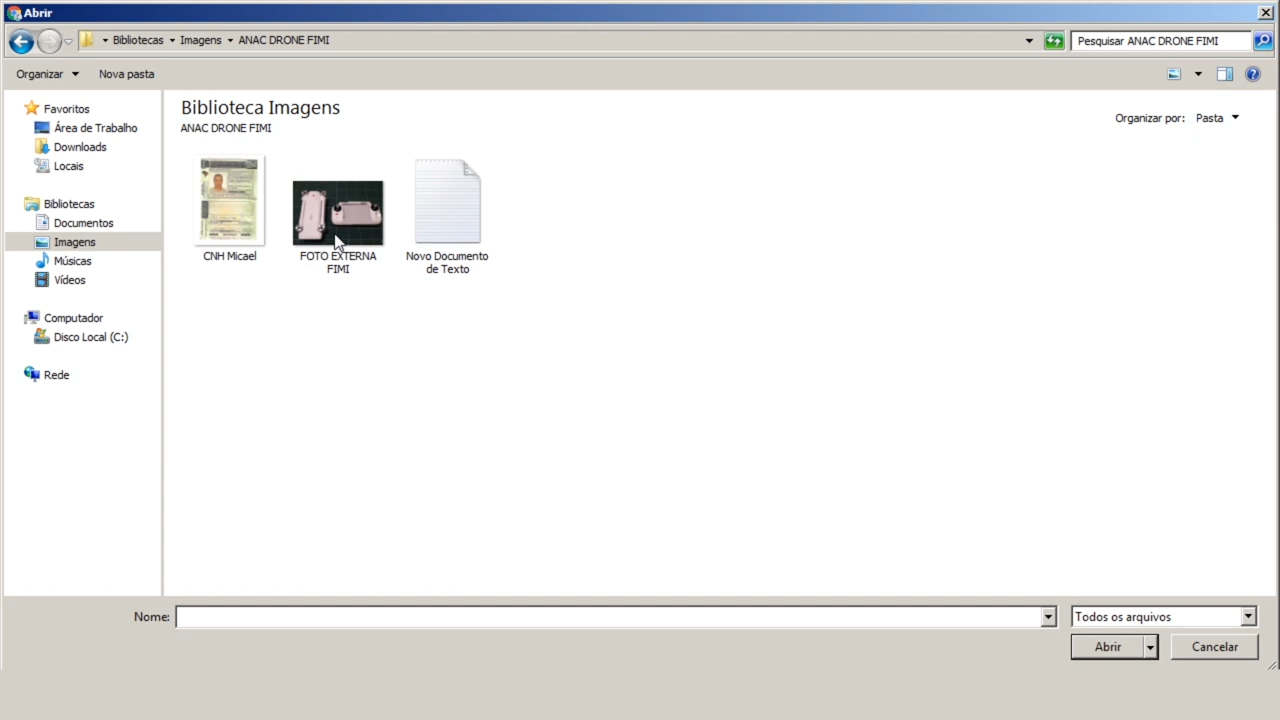 Abrir
Bibliotecas Imagens ANAC DRONE FIMI
Pesquisar ANAC DRONE FIMI
Organizar Nova pasta
Favoritos
Área de Trabalho
Downloads
Locais
Bibliotecas
Documentos
Imagens
Músicas
Vídeos
Computador
Disco Local (C:)
Rede
Biblioteca Imagens
ANAC DRONE FIMI
Organizar por: Pasta
CNH Micael
FOTO EXTERNA
FIMI
Novo Documento
de Texto
Nome:
Todos os arquivos
Abrir
Cancelar